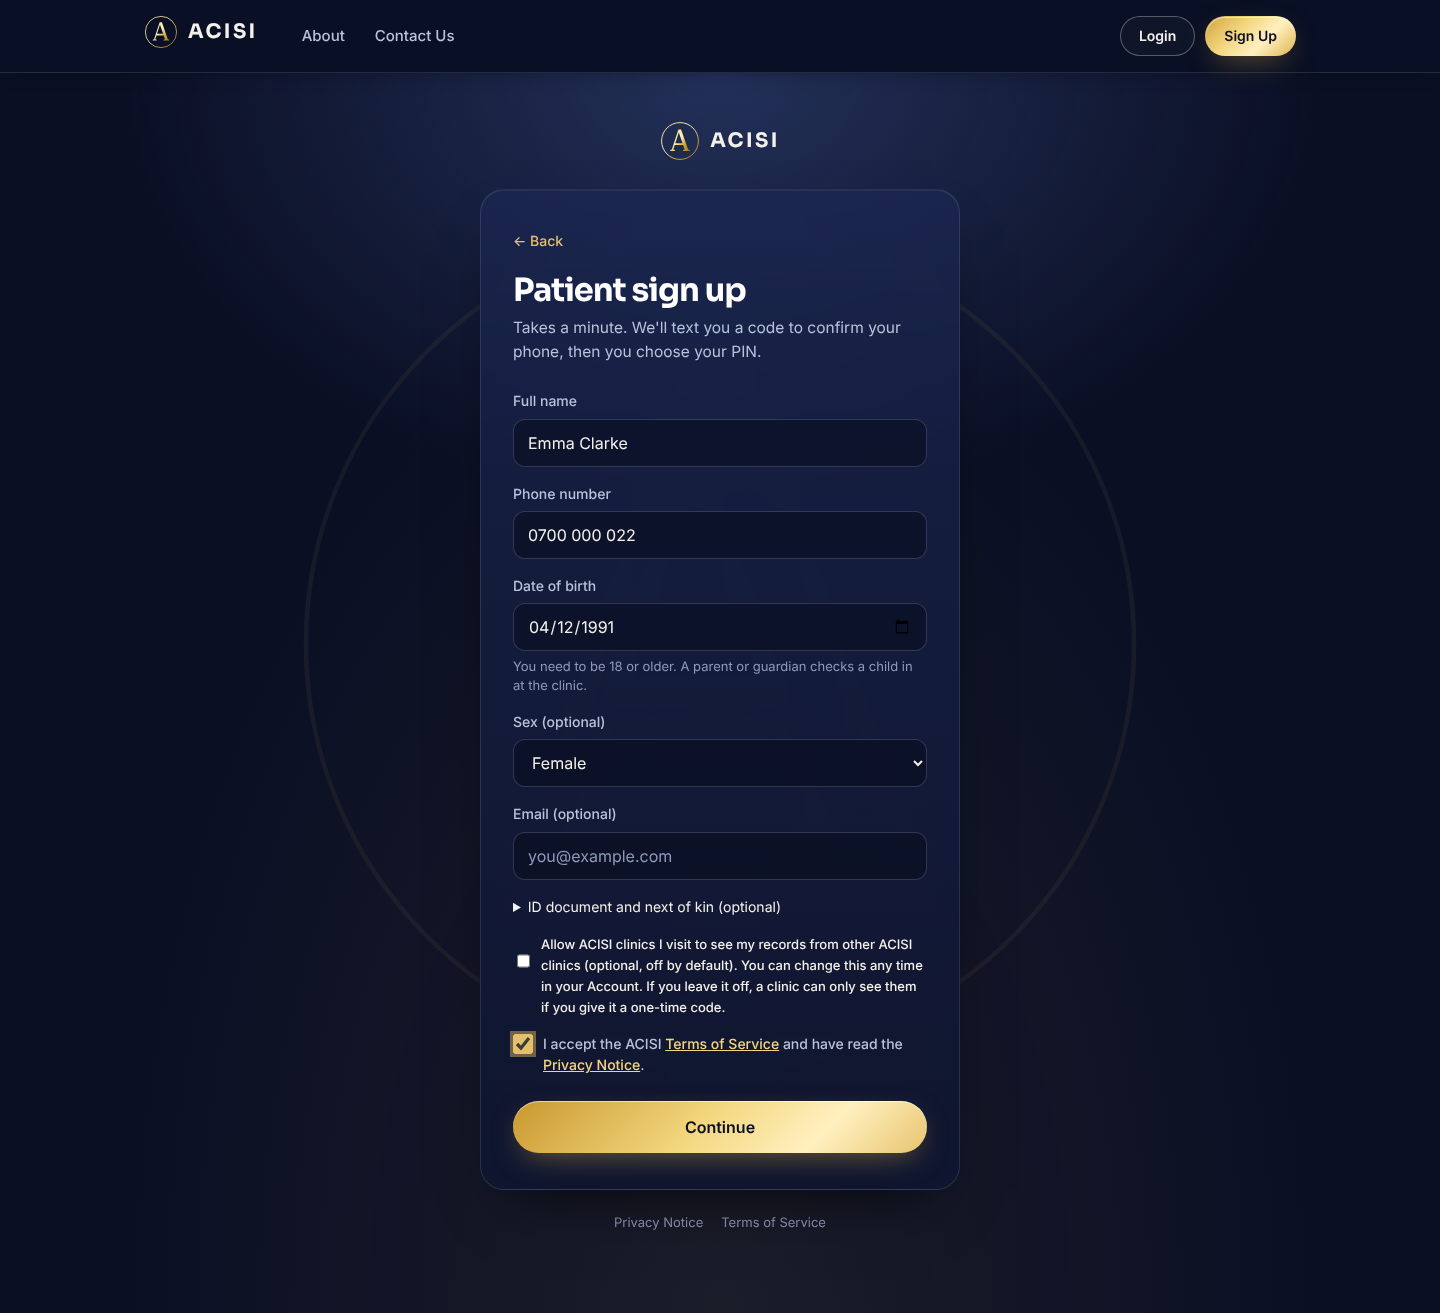 A ACISI
About
Contact Us
Login
Sign Up
A ACISI
← Back
Patient sign up
Takes a minute. We'll text you a code to confirm your
phone, then you choose your PIN.
Full name
Emma Clarke
Phone number
0700 000 022
Date of birth
04/12/1991
You need to be 18 or older. A parent or guardian checks a child in
at the clinic.
Sex (optional)
Female
Email (optional)
you@example.com
ID document and next of kin (optional)
Allow ACISI clinics I visit to see my records from other ACISI
clinics (optional, off by default). You can change this any time
in your Account. If you leave it off, a clinic can only see them
if you give it a one-time code.
I accept the ACISI Terms of Service and have read the
Privacy Notice.
Continue
Privacy Notice
Terms of Service